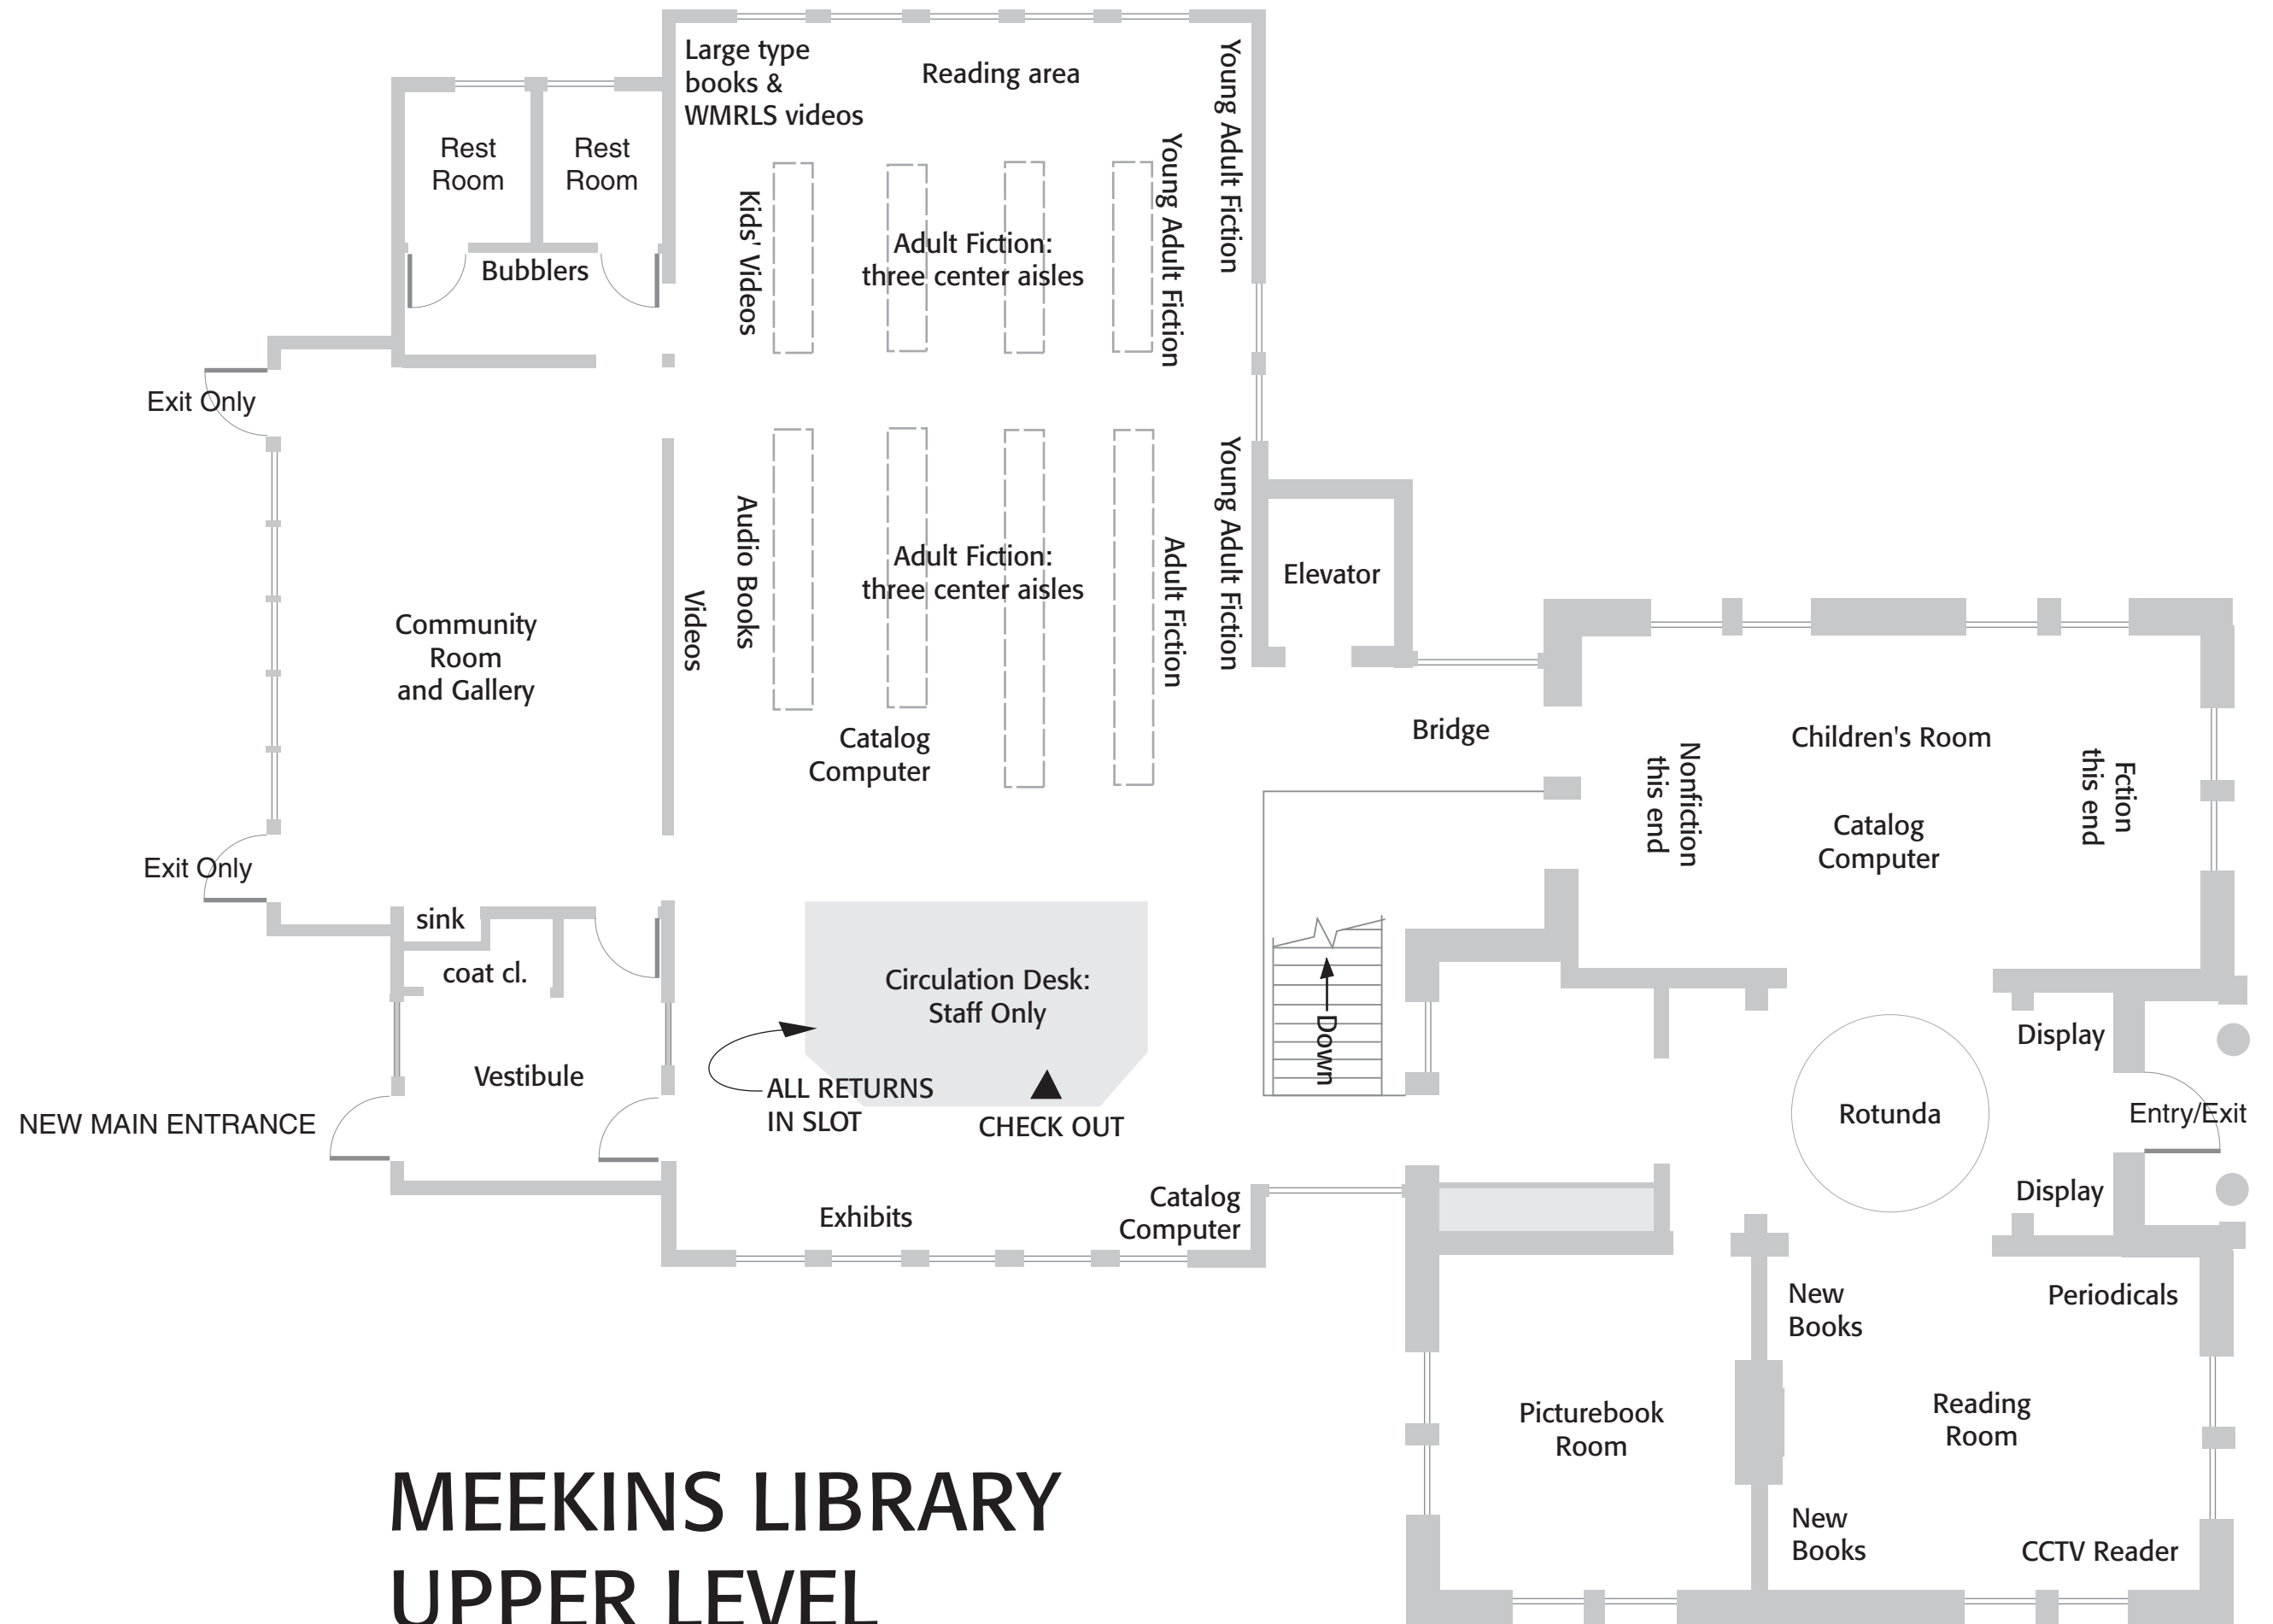 Large type
books &
WMRLS videos
Reading area
Young Adult Fiction
Rest
Room
Rest
Room
Bubblers
Kids' Videos
Adult Fiction:
three center aisles
Young Adult Fiction
Exit Only
Community
Room
and Gallery
Videos
Audio Books
Adult Fiction:
three center aisles
Adult Fiction
Young Adult Fiction
Elevator
Catalog
Computer
Bridge
Nonfiction
this end
Children's Room
Catalog
Computer
Fction
this end
Exit Only
sink
coat cl.
Vestibule
NEW MAIN ENTRANCE
Circulation Desk:
Staff Only
ALL RETURNS
IN SLOT
CHECK OUT
Down
Exhibits
Catalog
Computer
Rotunda
Display
Entry/Exit
Display
New
Books
Periodicals
Picturebook
Room
Reading
Room
New
Books
CCTV Reader
MEEKINS LIBRARY
UPPER LEVEL